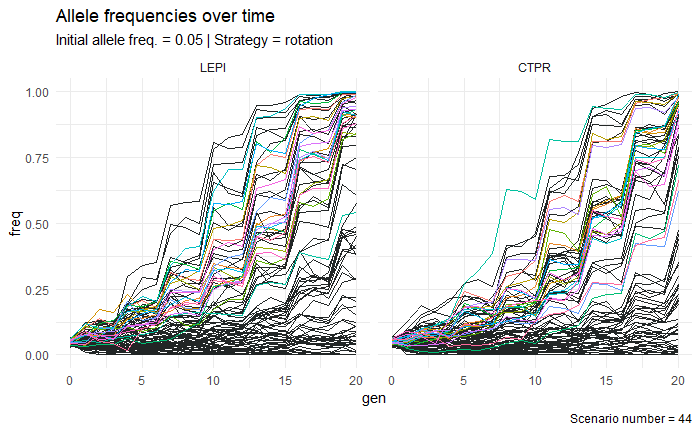 Allele frequencies over time
Initial allele freq. = 0.05 | Strategy = rotation
LEPI CTPR
1.00
0.75
0.50
0.25
0.00
freq
0 5 10 15 20 0 5 10 15 20
gen
Scenario number = 44